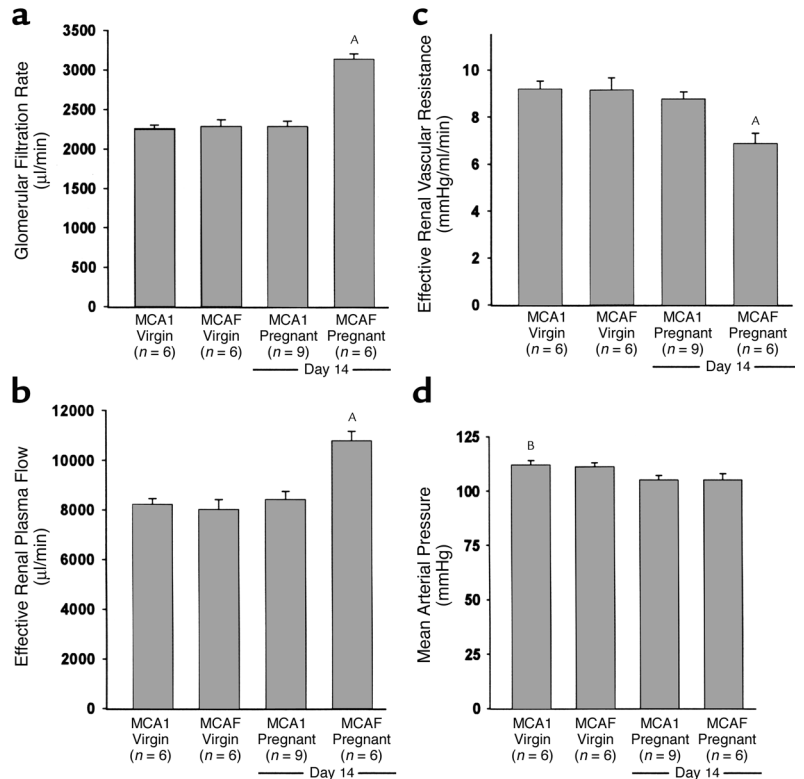 a
Glomerular Filtration Rate
(µl/min)
3500
3000
2500
2000
1500
1000
500
0
A
MCA1
Virgin
(n = 6)
MCAF
Virgin
(n = 6)
MCA1
Pregnant
(n = 9)
MCAF
Pregnant
(n = 6)
Day 14
b
Effective Renal Plasma Flow
(µl/min)
12000
10000
8000
6000
4000
2000
0
A
MCA1
Virgin
(n = 6)
MCAF
Virgin
(n = 6)
MCA1
Pregnant
(n = 9)
MCAF
Pregnant
(n = 6)
Day 14
c
Effective Renal Vascular Resistance
(mmHg/ml/min)
10
8
6
4
2
0
A
MCA1
Virgin
(n = 6)
MCAF
Virgin
(n = 6)
MCA1
Pregnant
(n = 9)
MCAF
Pregnant
(n = 6)
Day 14
d
Mean Arterial Pressure
(mmHg)
125
100
75
50
25
0
B
MCA1
Virgin
(n = 6)
MCAF
Virgin
(n = 6)
MCA1
Pregnant
(n = 9)
MCAF
Pregnant
(n = 6)
Day 14